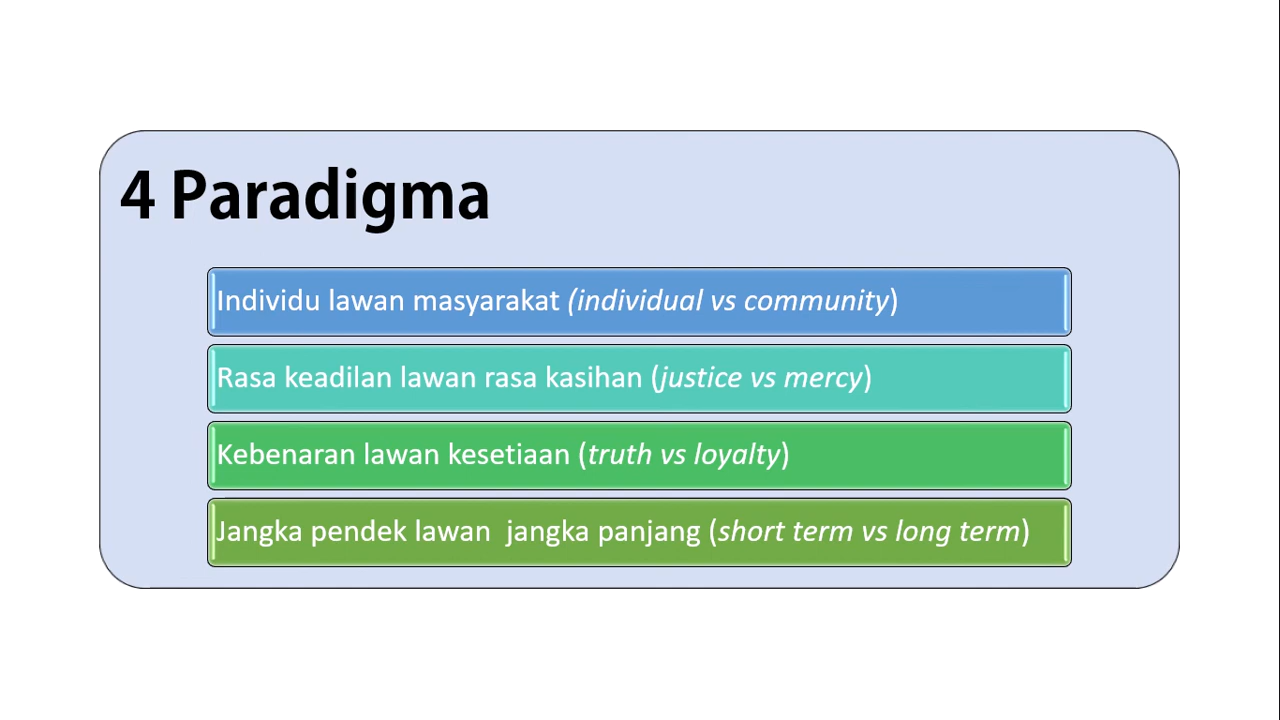 4 Paradigma
Individu lawan masyarakat (individual vs community)
Rasa keadilan lawan rasa kasihan (justice vs mercy)
Kebenaran lawan kesetiaan (truth vs loyalty)
Jangka pendek lawan  jangka panjang (short term vs long term)